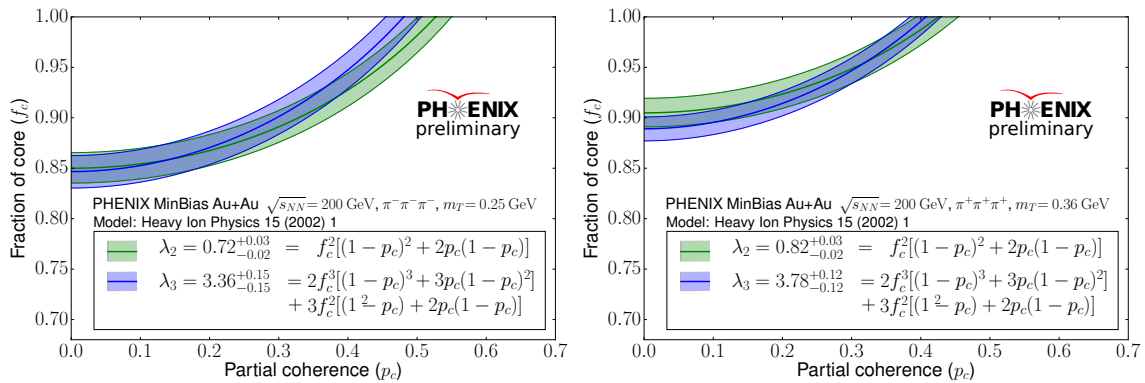 1.00
0.95
0.90
0.85
0.80
0.75
0.70
Fraction of core (f_c)
PHENIX
preliminary
PHENIX MinBias Au+Au √s_NN = 200 GeV, π⁻π⁻π⁻, m_T = 0.25 GeV
Model: Heavy Ion Physics 15 (2002) 1
λ₂ = 0.72 +0.03 −0.02 = f_c²[(1 − p_c)² + 2p_c(1 − p_c)]
λ₃ = 3.36 +0.15 −0.15 = 2f_c³[(1 − p_c)³ + 3p_c(1 − p_c)²]
+ 3f_c²[(1 − p_c)² + 2p_c(1 − p_c)]
0.0 0.1 0.2 0.3 0.4 0.5 0.6 0.7
Partial coherence (p_c)
1.00
0.95
0.90
0.85
0.80
0.75
0.70
Fraction of core (f_c)
PHENIX
preliminary
PHENIX MinBias Au+Au √s_NN = 200 GeV, π⁺π⁺π⁺, m_T = 0.36 GeV
Model: Heavy Ion Physics 15 (2002) 1
λ₂ = 0.82 +0.03 −0.02 = f_c²[(1 − p_c)² + 2p_c(1 − p_c)]
λ₃ = 3.78 +0.12 −0.12 = 2f_c³[(1 − p_c)³ + 3p_c(1 − p_c)²]
+ 3f_c²[(1 − p_c)² + 2p_c(1 − p_c)]
0.0 0.1 0.2 0.3 0.4 0.5 0.6 0.7
Partial coherence (p_c)